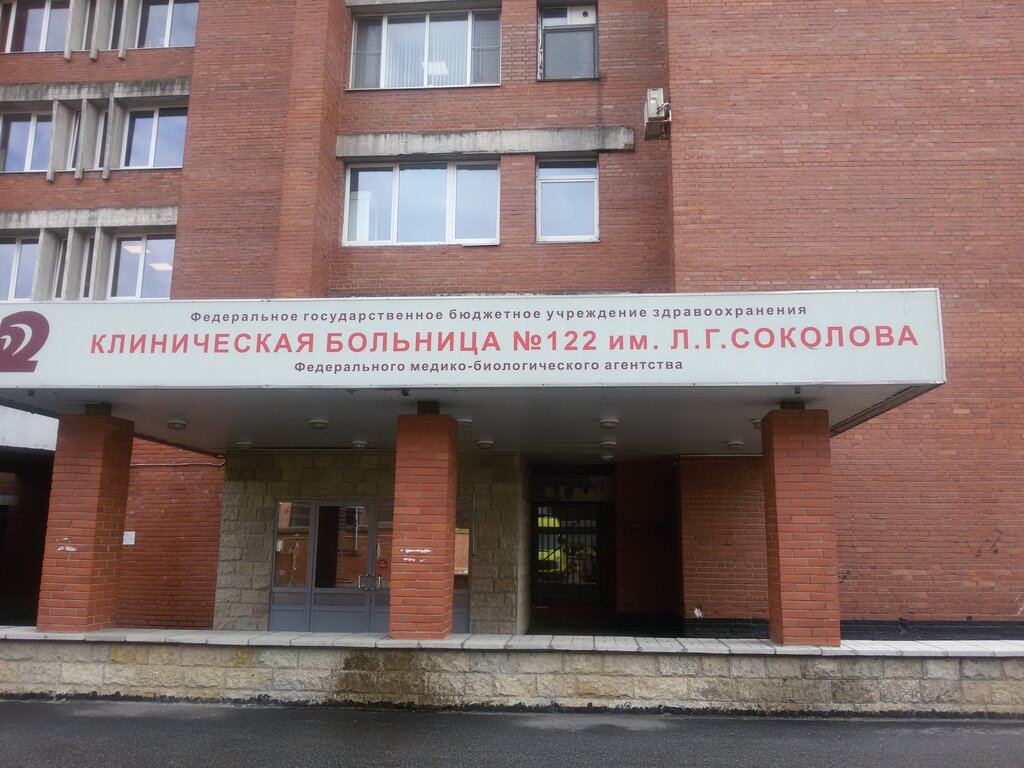 Федеральное государственное бюджетное учреждение здравоохранения
КЛИНИЧЕСКАЯ БОЛЬНИЦА №122 им. Л.Г.СОКОЛОВА
Федерального медико-биологического агентства